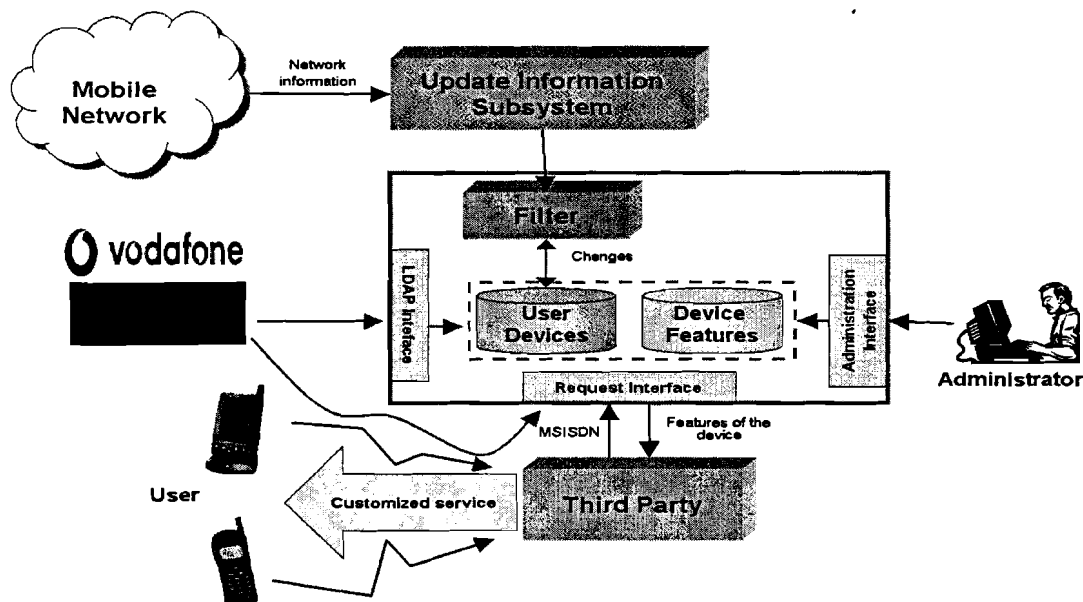 Mobile
Network
Network
information
Update Information
Subsystem
Filter
Changes
vodafone
LDAP Inteface
User
Devices
Device
Features
Administration
Interface
Administrator
Request Interface
MSISDN
Features of the
device
User
Customized service
Third Party